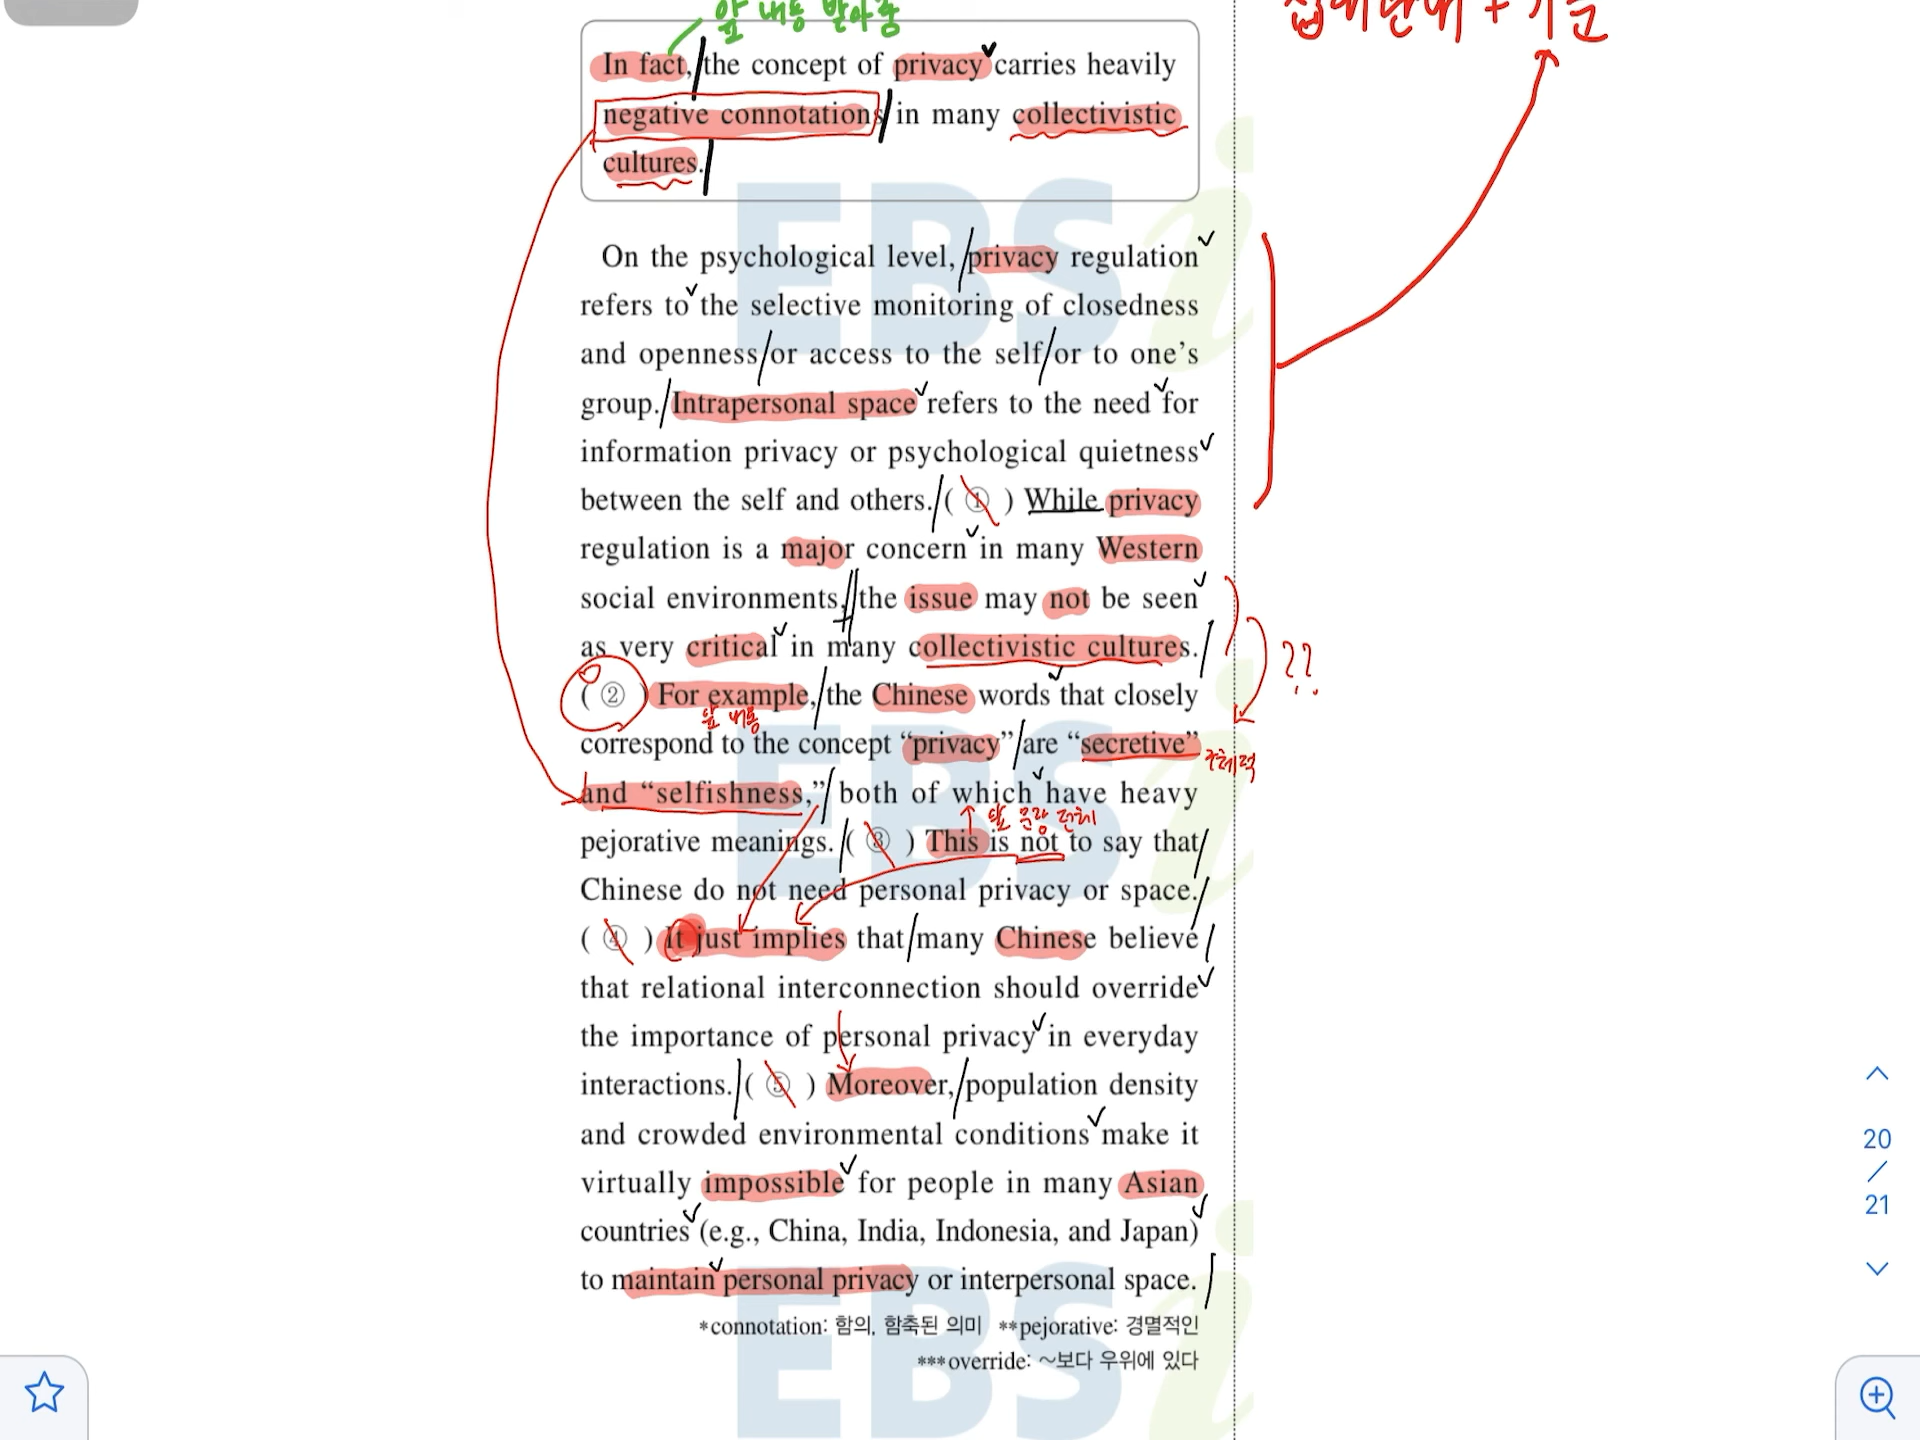 앞 내용 받아줌
In fact, the concept of privacy carries heavily
negative connotations in many collectivistic
cultures.
On the psychological level, privacy regulation
refers to the selective monitoring of closedness
and openness or access to the self or to one's
group. Intrapersonal space refers to the need for
information privacy or psychological quietness
between the self and others. ( ① ) While privacy
regulation is a major concern in many Western
social environments, the issue may not be seen
as very critical in many collectivistic cultures.
??
( ② ) For example, the Chinese words that closely
앞 내용
correspond to the concept “privacy” are “secretive”
and “selfishness,” both of which have heavy
앞 문장 전체
pejorative meanings. ( ③ ) This is not to say that
Chinese do not need personal privacy or space.
( ④ ) It just implies that many Chinese believe
that relational interconnection should override
the importance of personal privacy in everyday
interactions. ( ⑤ ) Moreover, population density
and crowded environmental conditions make it
virtually impossible for people in many Asian
countries (e.g., China, India, Indonesia, and Japan)
to maintain personal privacy or interpersonal space.
*connotation: 함의, 함축된 의미 **pejorative: 경멸적인
***override: ~보다 우위에 있다
20
/
21
EBSi
EBS
EBSi